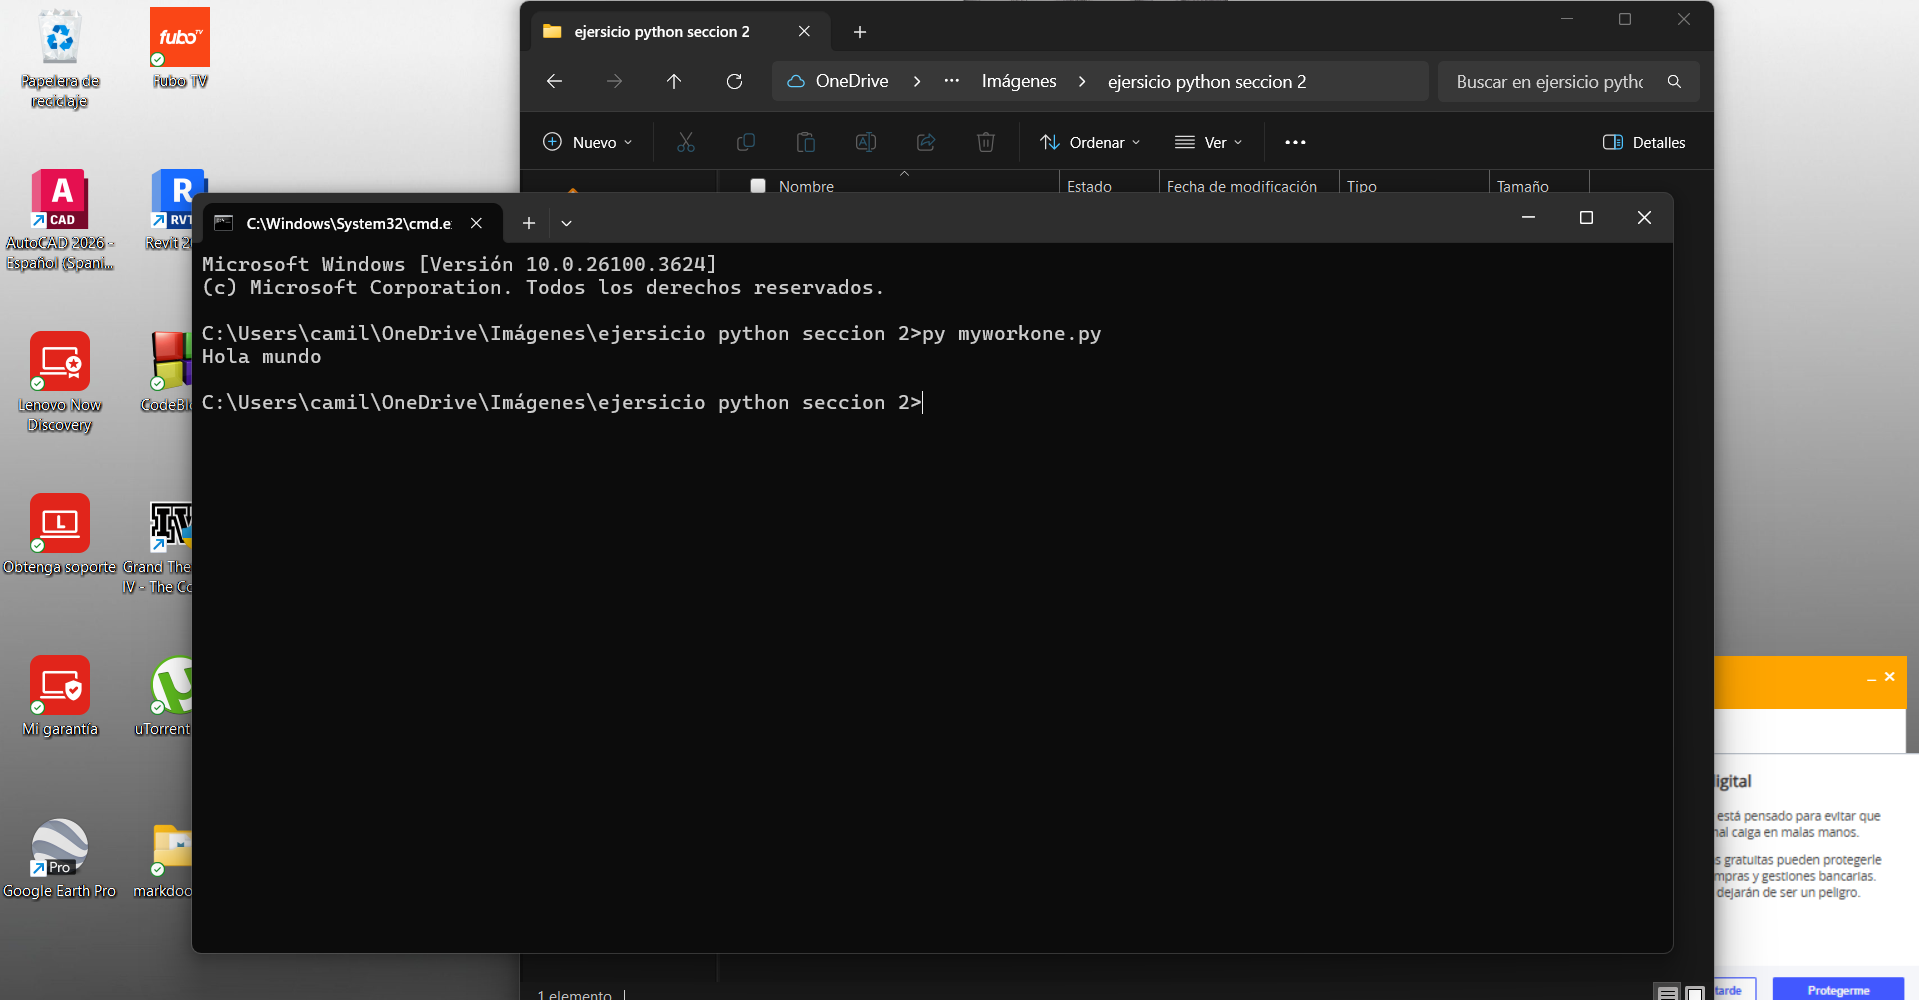 Papelera de
reciclaje
fuboTV
Fubo TV
A
CAD
AutoCAD 2026 -
Español (Spani...
R
RVT
Revit 2
Lenovo Now
Discovery
CodeBl
L
Obtenga soporte
IV
Grand The
IV - The Co
Mi garantía
µ
uTorrent
Pro
Google Earth Pro
markdo
ejersicio python seccion 2
OneDrive
Imágenes
ejersicio python seccion 2
Buscar en ejersicio pytho
Nuevo
Ordenar
Ver
Detalles
Nombre
Estado
Fecha de modificación
Tipo
Tamaño
C:\Windows\System32\cmd.e
Microsoft Windows [Versión 10.0.26100.3624]
(c) Microsoft Corporation. Todos los derechos reservados.
C:\Users\camil\OneDrive\Imágenes\ejersicio python seccion 2>py myworkone.py
Hola mundo
C:\Users\camil\OneDrive\Imágenes\ejersicio python seccion 2>
igital
está pensado para evitar que
nal caiga en malas manos.
s gratuitas pueden protegerle
mpras y gestiones bancarias.
dejarán de ser un peligro.
tarde
Protegerme
1 elemento